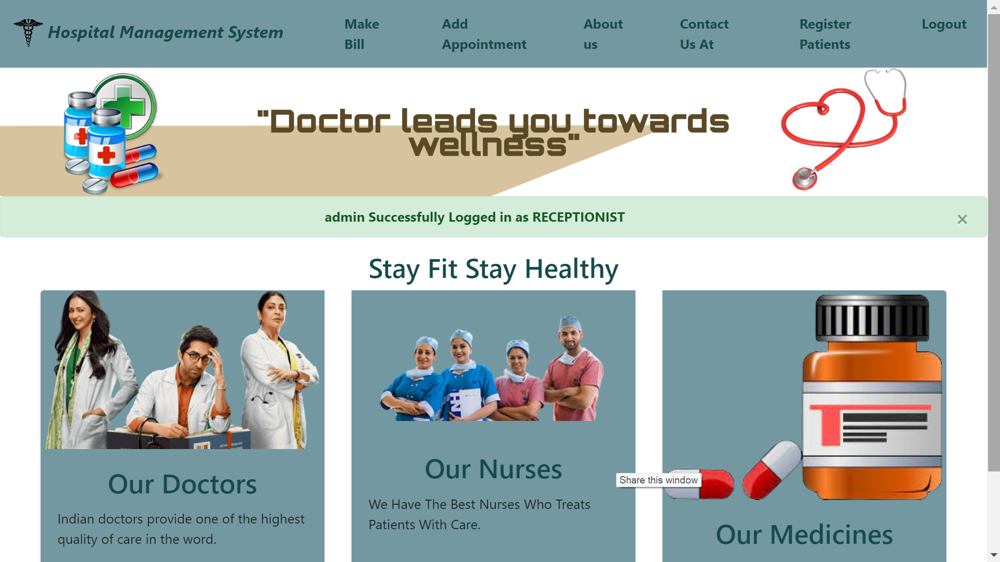 Hospital Management System
Make
Bill
Add
Appointment
About
us
Contact
Us At
Register
Patients
Logout
"Doctor leads you towards
wellness"
admin Successfully Logged in as RECEPTIONIST
×
Stay Fit Stay Healthy
Our Doctors
Indian doctors provide one of the highest
quality of care in the word.
Our Nurses
We Have The Best Nurses Who Treats
Patients With Care.
Share this window
Our Medicines